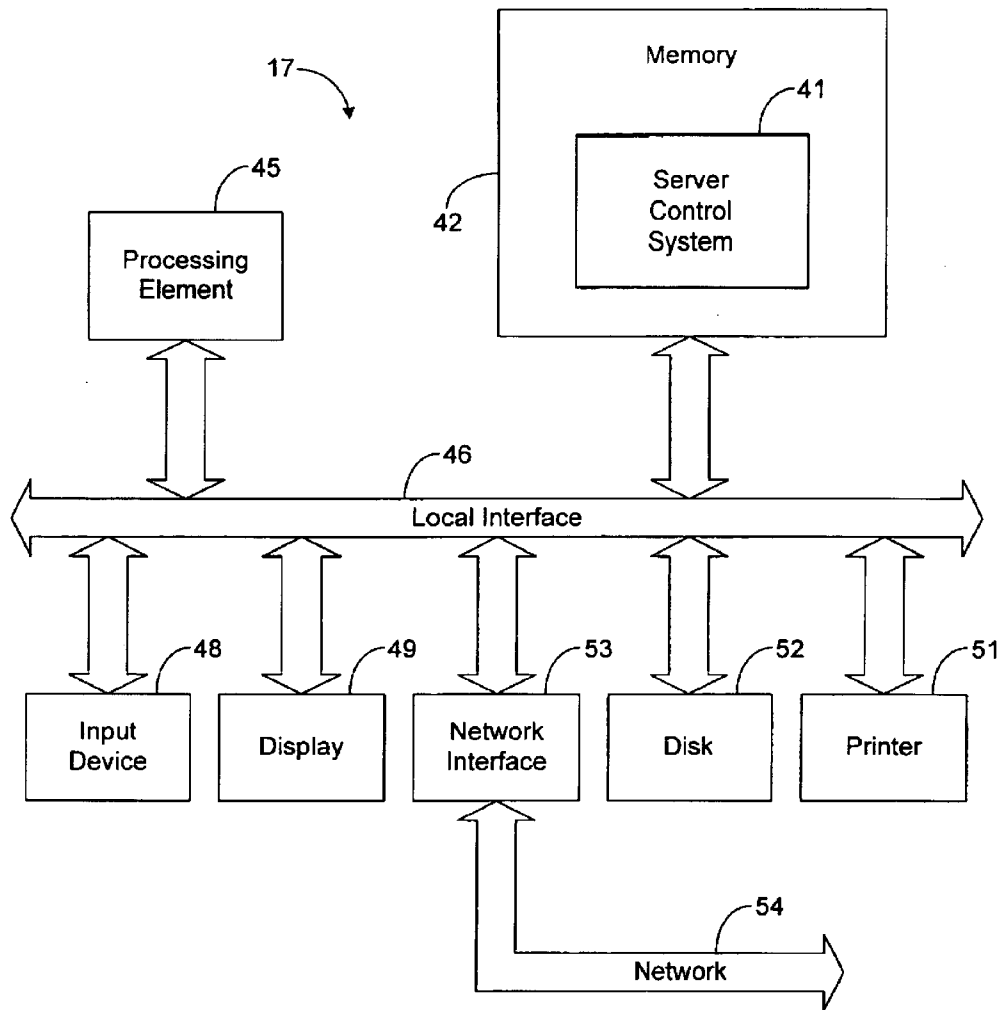 17
Memory
41
Server
Control
System
42
45
Processing
Element
46
Local Interface
48
Input
Device
49
Display
53
Network
Interface
52
Disk
51
Printer
54
Network